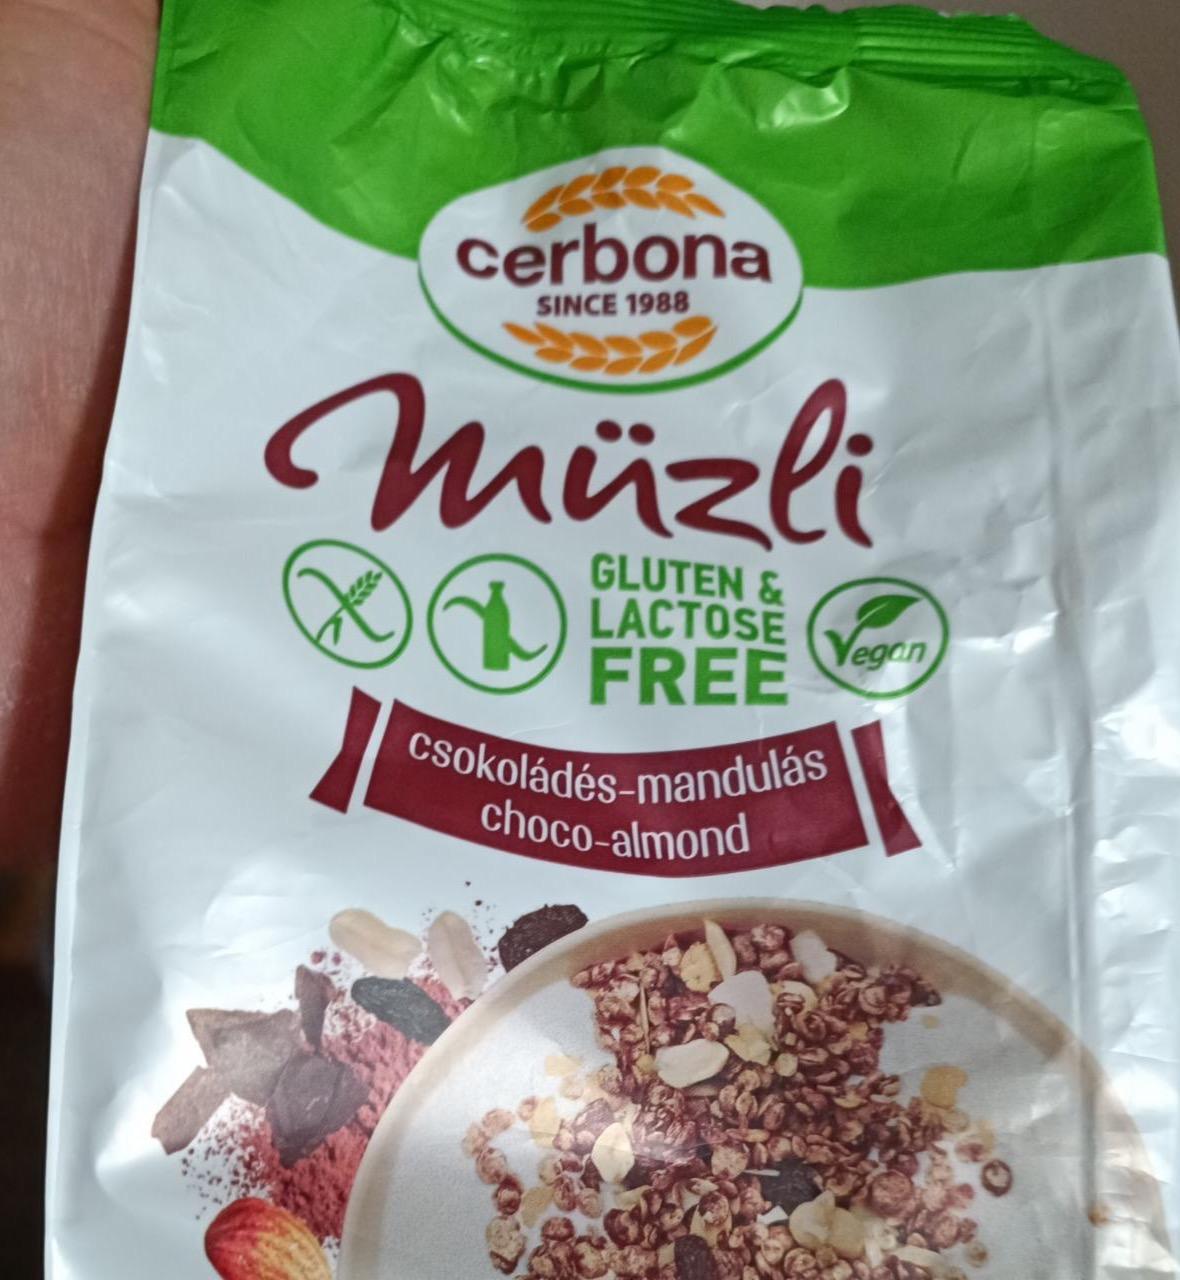 cerbona
SINCE 1988
müzli
GLUTEN &
LACTOSE
FREE
Vegan
csokoládés-mandulás
choco-almond